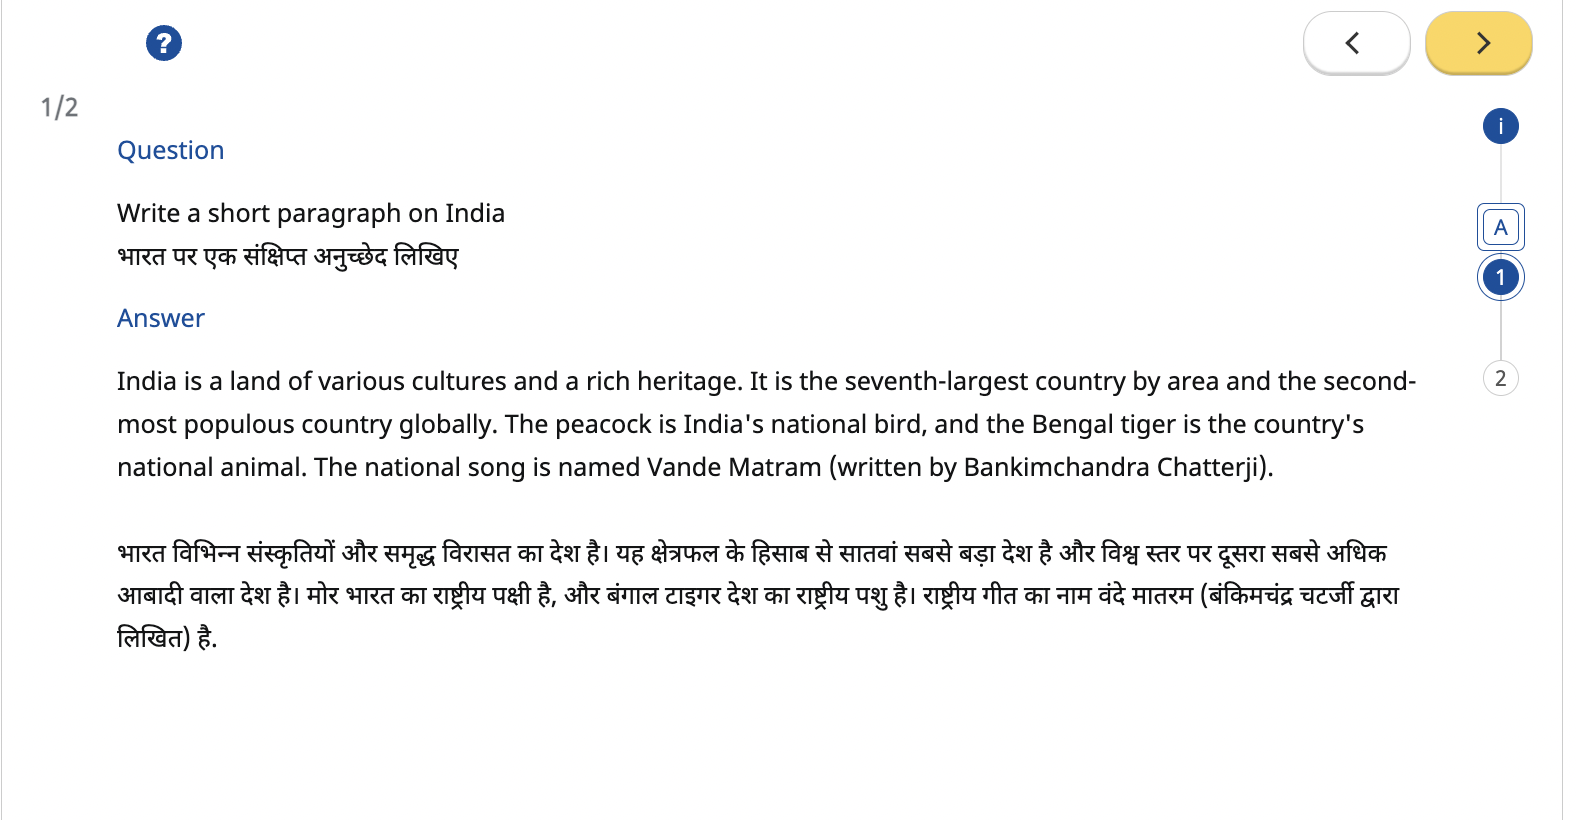 ?
1/2
i
Question
Write a short paragraph on India
A
भारत पर एक संक्षिप्त अनुच्छेद लिखिए
1
Answer
India is a land of various cultures and a rich heritage. It is the seventh-largest country by area and the second-
2
most populous country globally. The peacock is India's national bird, and the Bengal tiger is the country's
national animal. The national song is named Vande Matram (written by Bankimchandra Chatterji).
भारत विभिन्न संस्कृतियों और समृद्ध विरासत का देश है। यह क्षेत्रफल के हिसाब से सातवां सबसे बड़ा देश है और विश्व स्तर पर दूसरा सबसे अधिक
आबादी वाला देश है। मोर भारत का राष्ट्रीय पक्षी है, और बंगाल टाइगर देश का राष्ट्रीय पशु है। राष्ट्रीय गीत का नाम वंदे मातरम (बंकिमचंद्र चटर्जी द्वारा
लिखित) है.